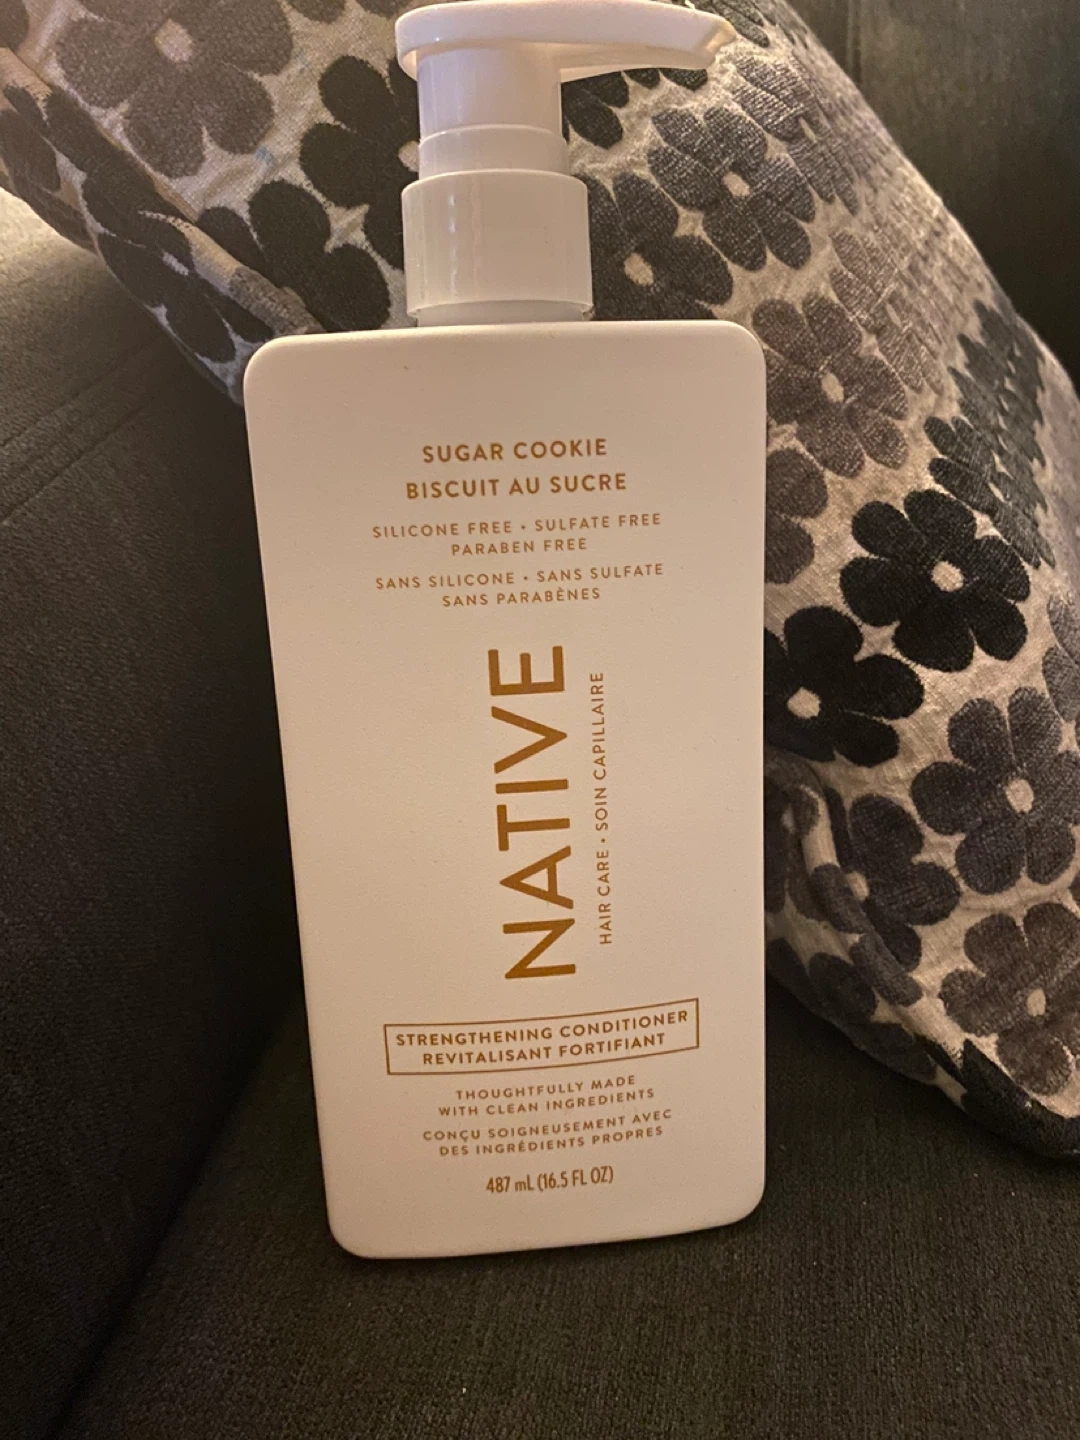 SUGAR COOKIE
BISCUIT AU SUCRE
SILICONE FREE • SULFATE FREE
PARABEN FREE
SANS SILICONE • SANS SULFATE
SANS PARABÈNES
NATIVE
HAIR CARE • SOIN CAPILLAIRE
STRENGTHENING CONDITIONER
REVITALISANT FORTIFIANT
THOUGHTFULLY MADE
WITH CLEAN INGREDIENTS
CONÇU SOIGNEUSEMENT AVEC
DES INGRÉDIENTS PROPRES
487 mL (16.5 FL OZ)